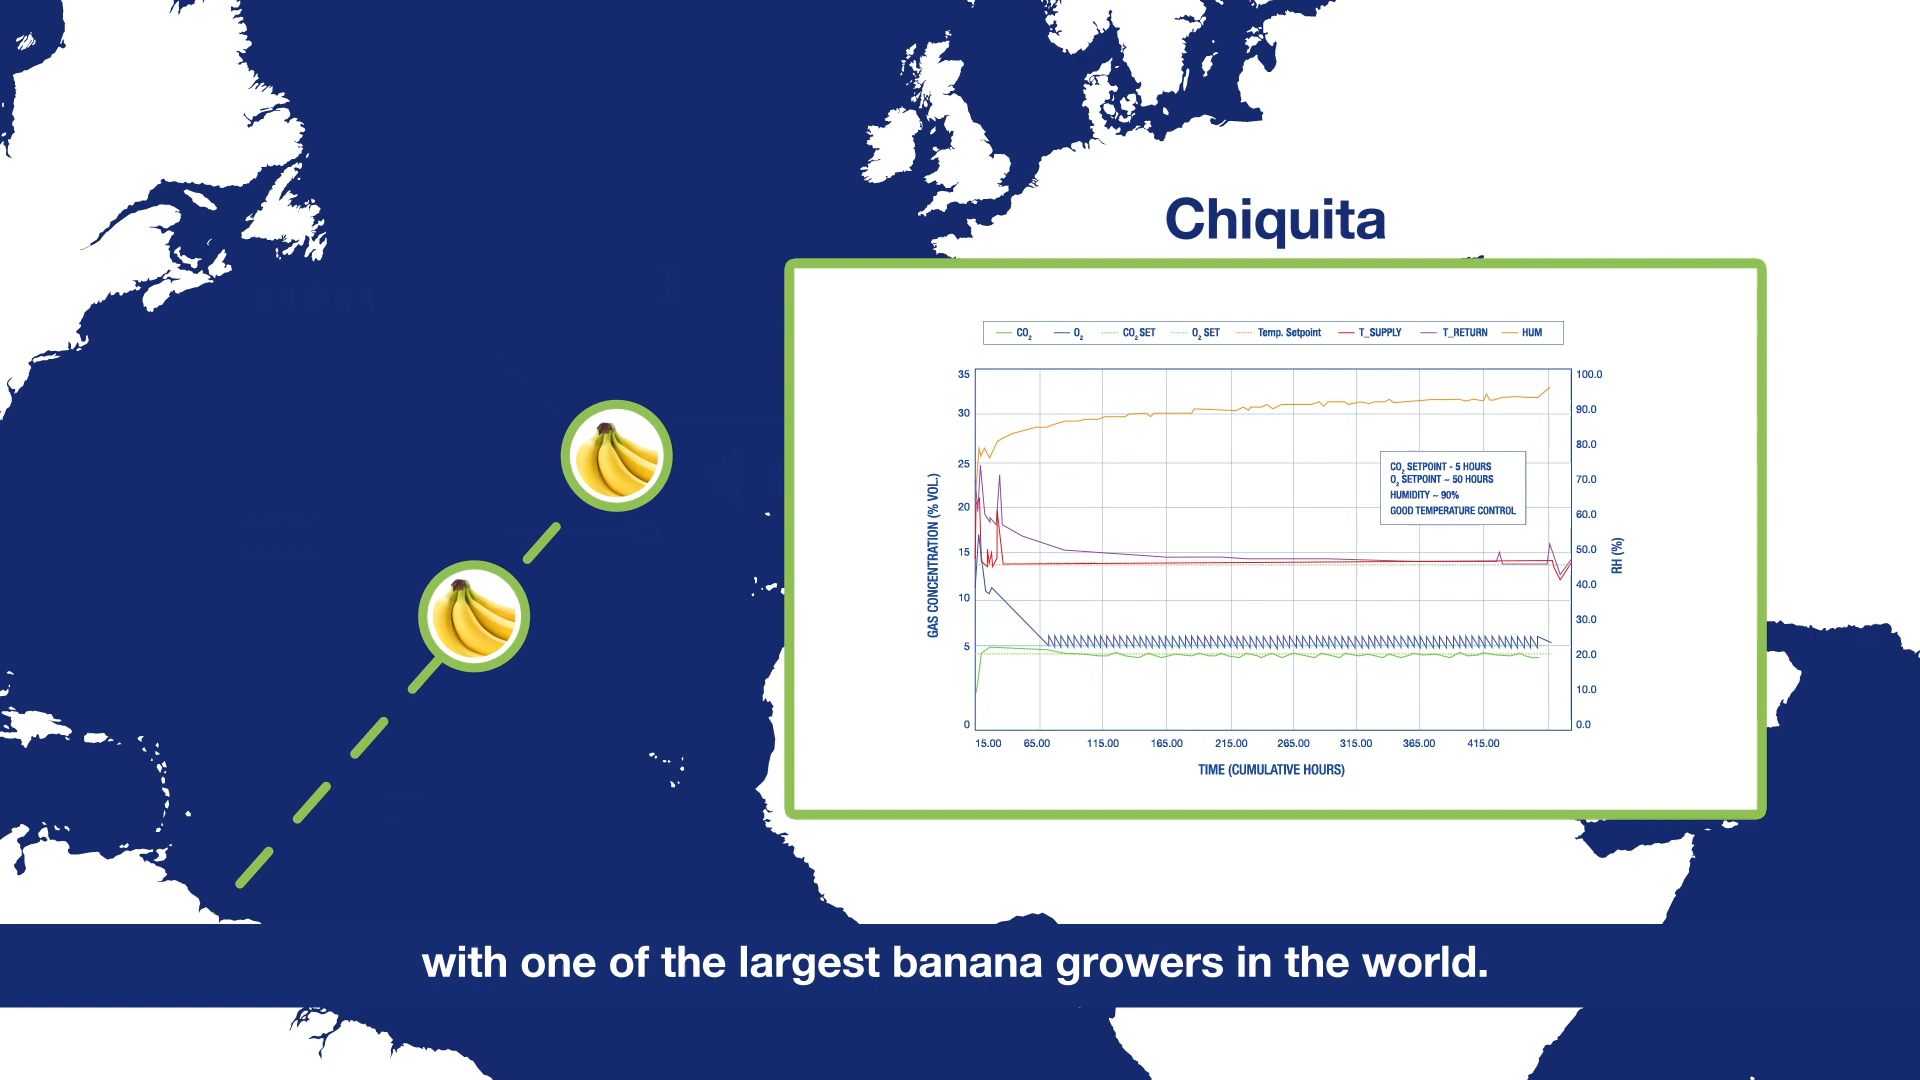 Chiquita
CO₂ O₂ CO₂ SET O₂ SET Temp. Setpoint T_SUPPLY T_RETURN HUM
35
30
25
20
15
10
5
0
GAS CONCENTRATION (% VOL.)
CO₂ SETPOINT - 5 HOURS
O₂ SETPOINT ~ 50 HOURS
HUMIDITY ~ 90%
GOOD TEMPERATURE CONTROL
100.0
90.0
80.0
70.0
60.0
50.0
40.0
30.0
20.0
10.0
0.0
RH (%)
15.00 65.00 115.00 165.00 215.00 265.00 315.00 365.00 415.00
TIME (CUMULATIVE HOURS)
with one of the largest banana growers in the world.